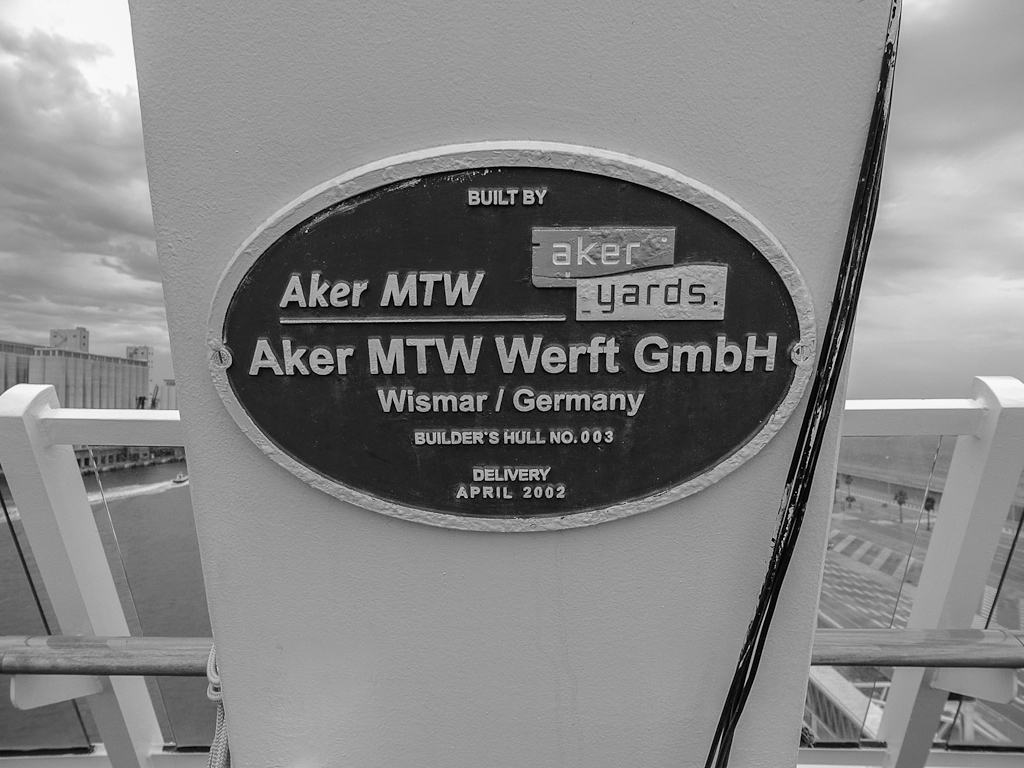 BUILT BY
aker
yards.
Aker MTW
Aker MTW Werft GmbH
Wismar / Germany
BUILDER'S HULL NO. 003
DELIVERY
APRIL 2002